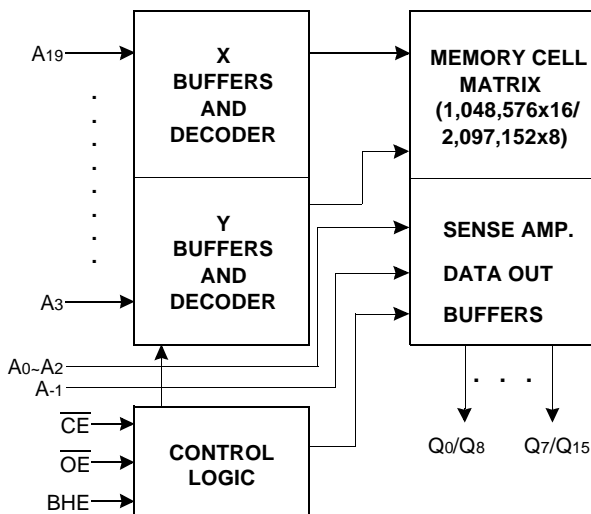 A19
X
BUFFERS
AND
DECODER
MEMORY CELL
MATRIX
(1,048,576x16/
2,097,152x8)
Y
BUFFERS
AND
DECODER
A3
SENSE AMP.
DATA OUT
BUFFERS
A0~A2
A-1
CE
OE
BHE
CONTROL
LOGIC
Q0/Q8
Q7/Q15